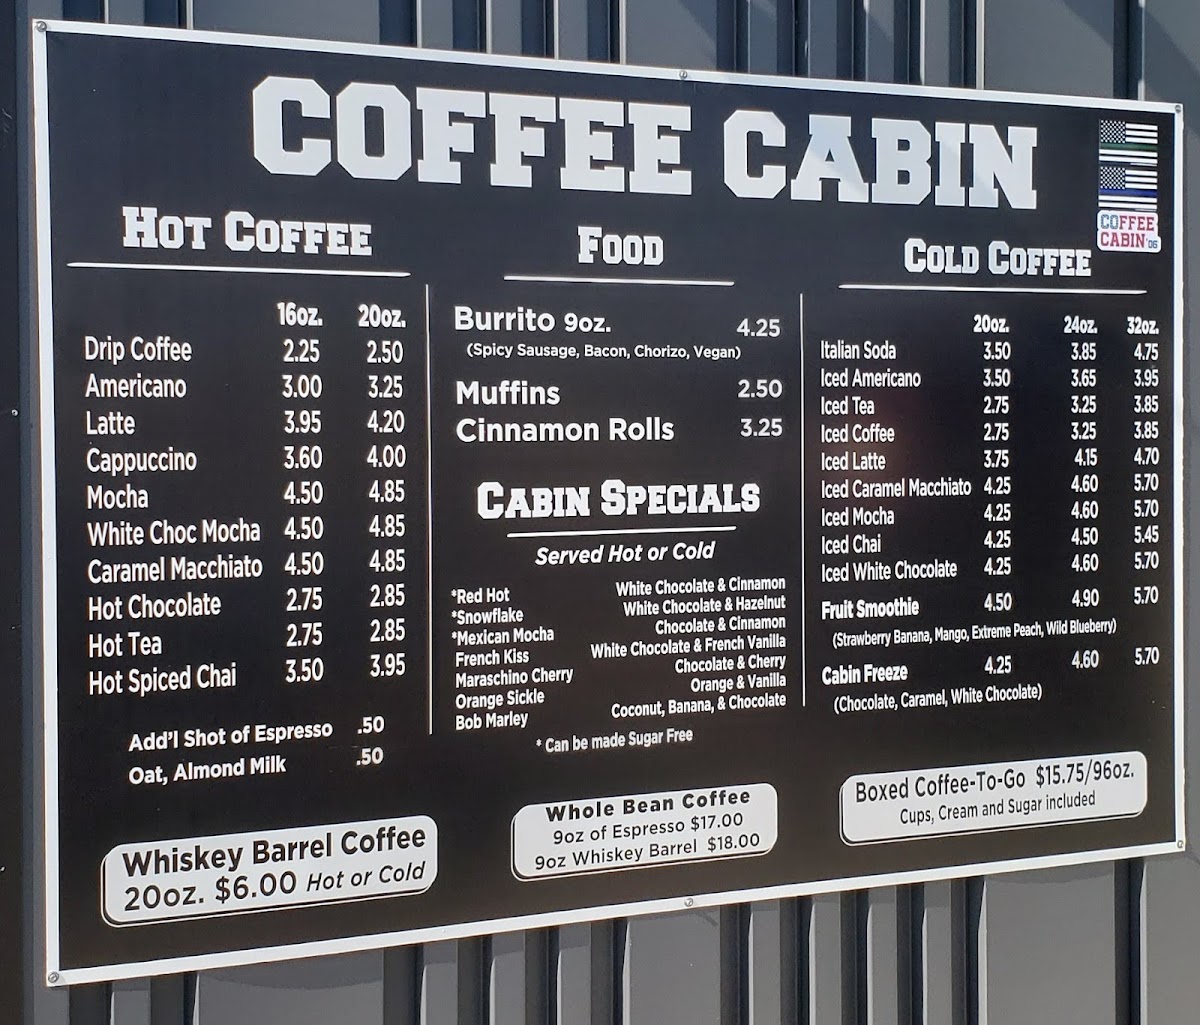 COFFEE CABIN
COFFEE
CABIN '06
HOT COFFEE
16oz. 20oz.
Drip Coffee 2.25 2.50
Americano 3.00 3.25
Latte 3.95 4.20
Cappuccino 3.60 4.00
Mocha 4.50 4.85
White Choc Mocha 4.50 4.85
Caramel Macchiato 4.50 4.85
Hot Chocolate 2.75 2.85
Hot Tea 2.75 2.85
Hot Spiced Chai 3.50 3.95
Add'l Shot of Espresso .50
Oat, Almond Milk .50
Whiskey Barrel Coffee
20oz. $6.00 Hot or Cold
FOOD
Burrito 9oz. 4.25
(Spicy Sausage, Bacon, Chorizo, Vegan)
Muffins 2.50
Cinnamon Rolls 3.25
CABIN SPECIALS
Served Hot or Cold
*Red Hot White Chocolate & Cinnamon
*Snowflake White Chocolate & Hazelnut
*Mexican Mocha Chocolate & Cinnamon
French Kiss White Chocolate & French Vanilla
Maraschino Cherry Chocolate & Cherry
Orange Sickle Orange & Vanilla
Bob Marley Coconut, Banana, & Chocolate
* Can be made Sugar Free
Whole Bean Coffee
9oz of Espresso $17.00
9oz Whiskey Barrel $18.00
COLD COFFEE
20oz. 24oz. 32oz.
Italian Soda 3.50 3.85 4.75
Iced Americano 3.50 3.65 3.95
Iced Tea 2.75 3.25 3.85
Iced Coffee 2.75 3.25 3.85
Iced Latte 3.75 4.15 4.70
Iced Caramel Macchiato 4.25 4.60 5.70
Iced Mocha 4.25 4.60 5.70
Iced Chai 4.25 4.50 5.45
Iced White Chocolate 4.25 4.60 5.70
Fruit Smoothie 4.50 4.90 5.70
(Strawberry Banana, Mango, Extreme Peach, Wild Blueberry)
Cabin Freeze 4.25 4.60 5.70
(Chocolate, Caramel, White Chocolate)
Boxed Coffee-To-Go $15.75/96oz.
Cups, Cream and Sugar included